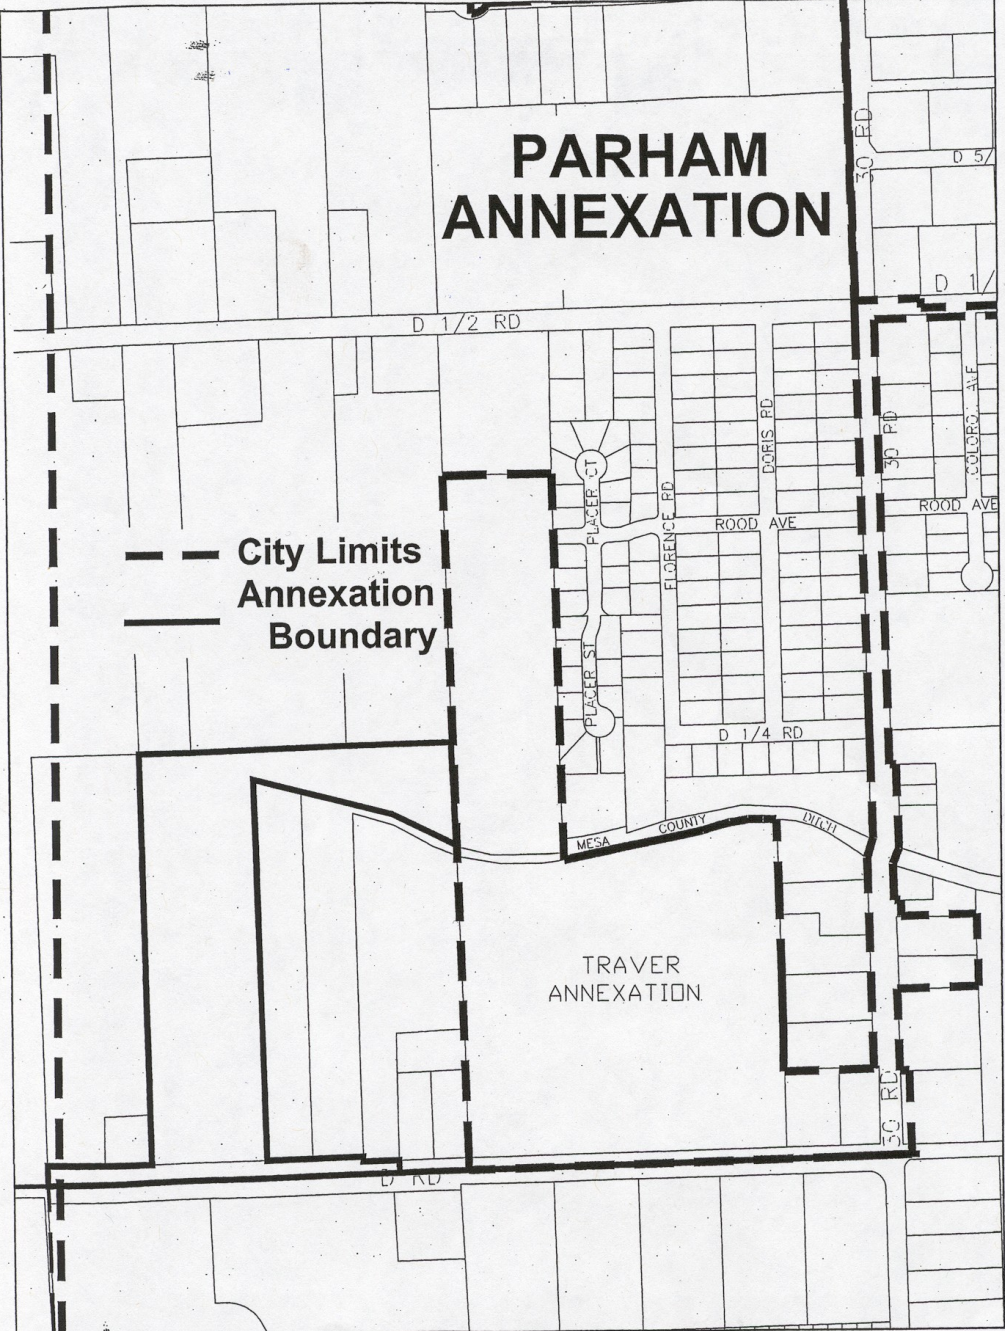 30 RD
D 5/
PARHAM
ANNEXATION
D 1/
D 1/2 RD
30 RD
DORIS RD
PLACER CT
FLORENCE RD
ROOD AVE
ROOD AVE
City Limits
Annexation
Boundary
PLACER ST
D 1/4 RD
MESA COUNTY DITCH
TRAVER
ANNEXATION
30 RD
D RD